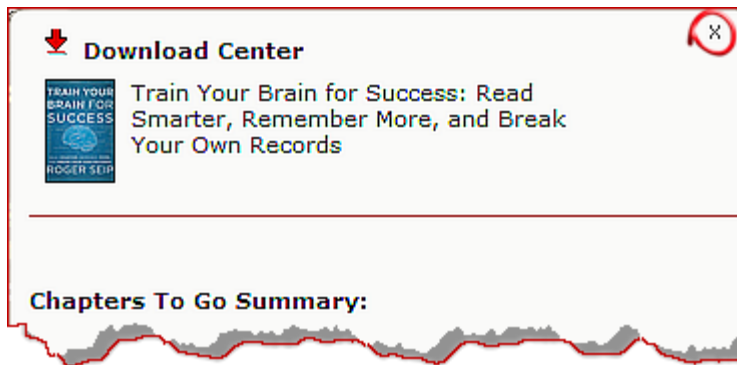 X
Download Center
TRAIN YOUR
BRAIN FOR
SUCCESS
ROGER SEIP
Train Your Brain for Success: Read
Smarter, Remember More, and Break
Your Own Records
Chapters To Go Summary: